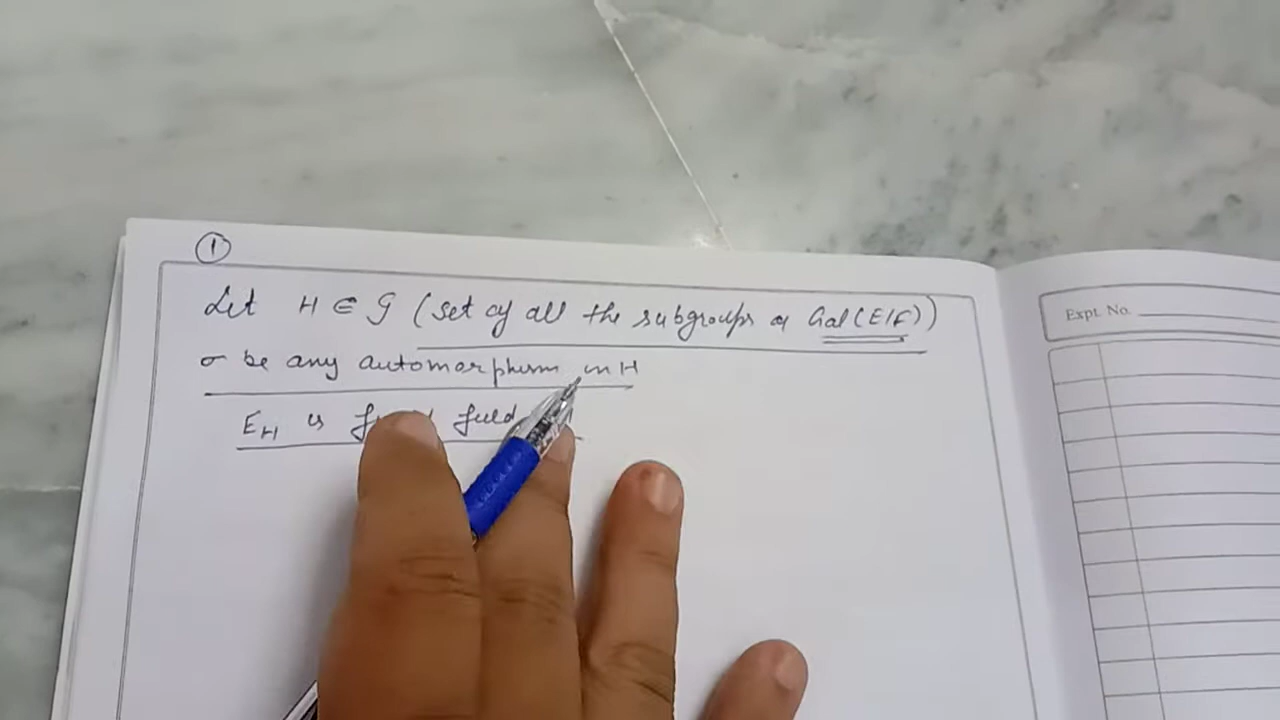 ①
Let H ∈ G (set of all the subgroups of Gal(E/F))
σ be any automorphism in H
E_H is field
Expt. No.